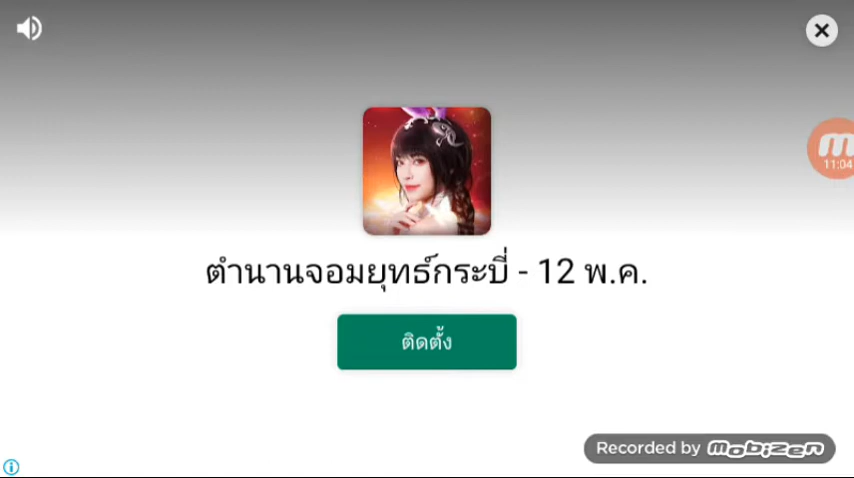 11:04
ตำนานจอมยุทธ์กระบี่ - 12 พ.ค.
ติดตั้ง
Recorded by mobizen